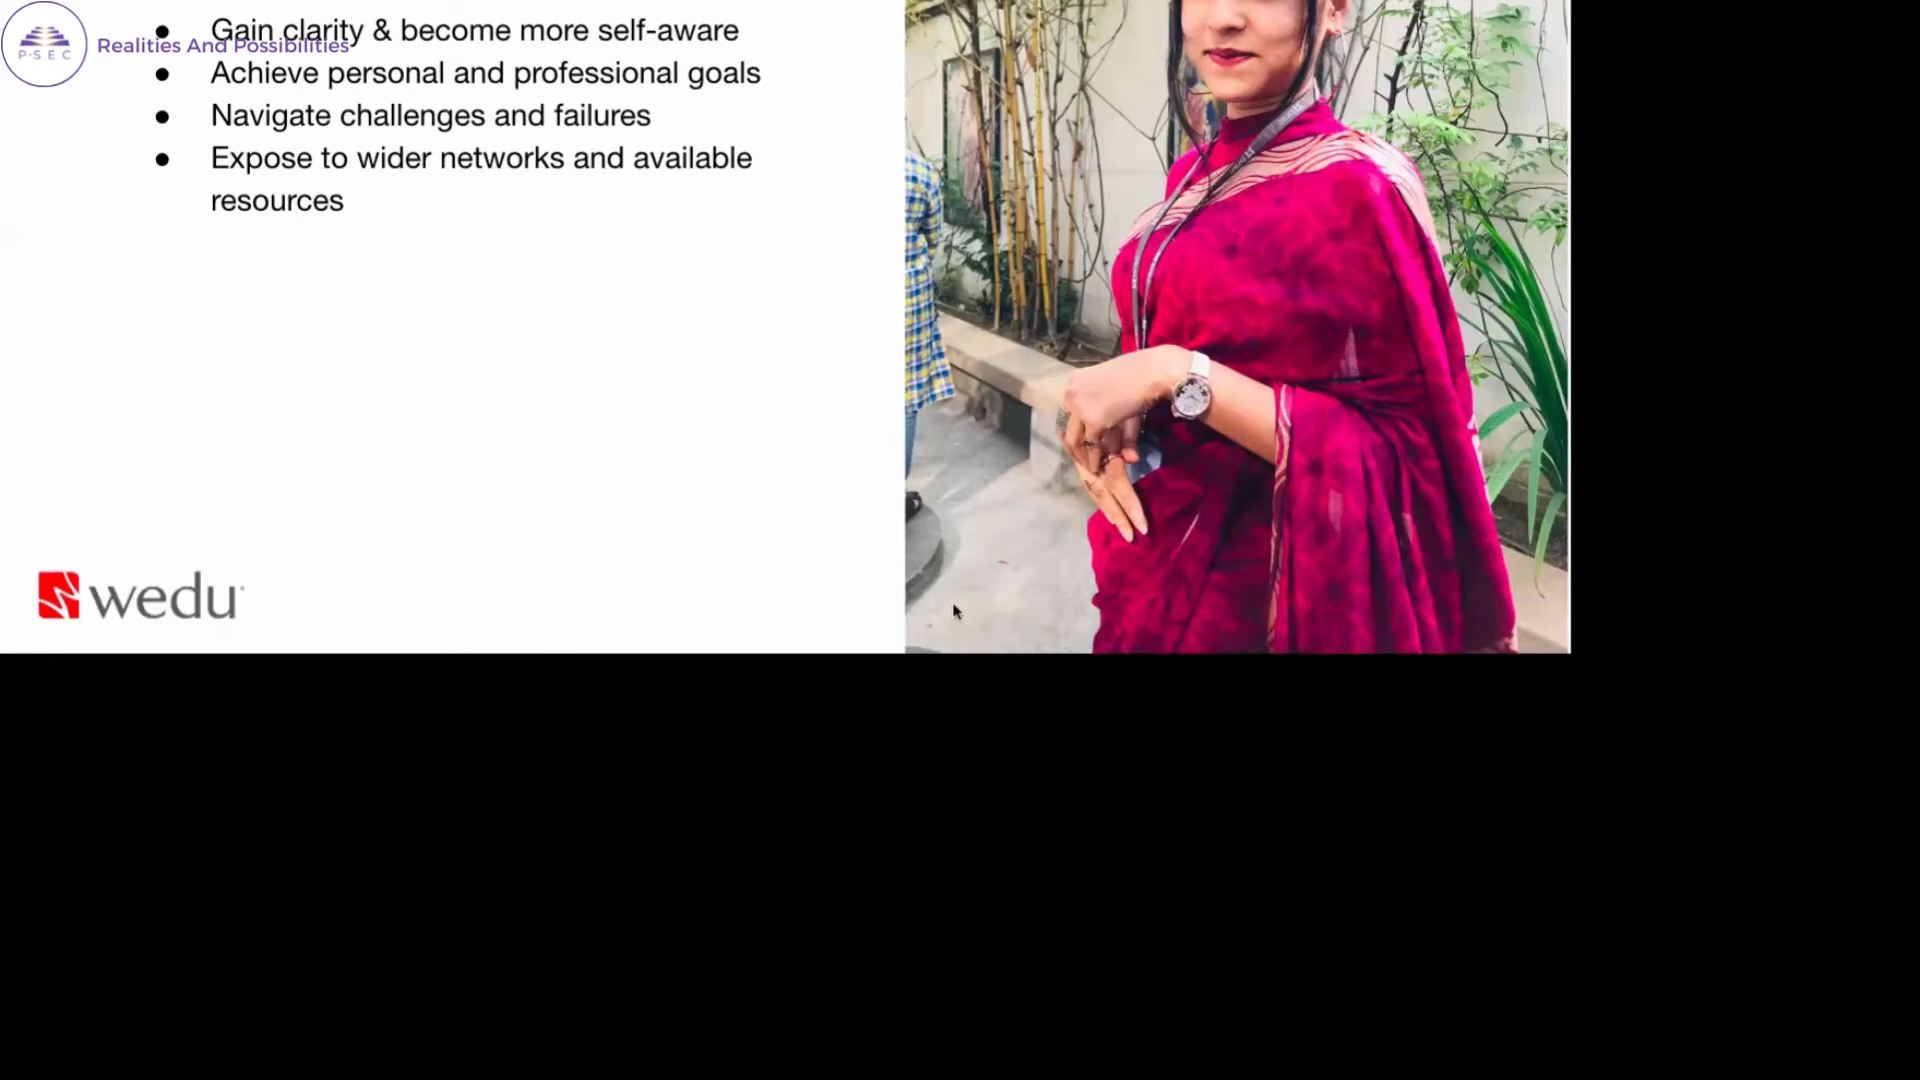 Gain clarity & become more self-aware
P-SEC
Realities And Possibilities
Achieve personal and professional goals
Navigate challenges and failures
Expose to wider networks and available
resources
wedu